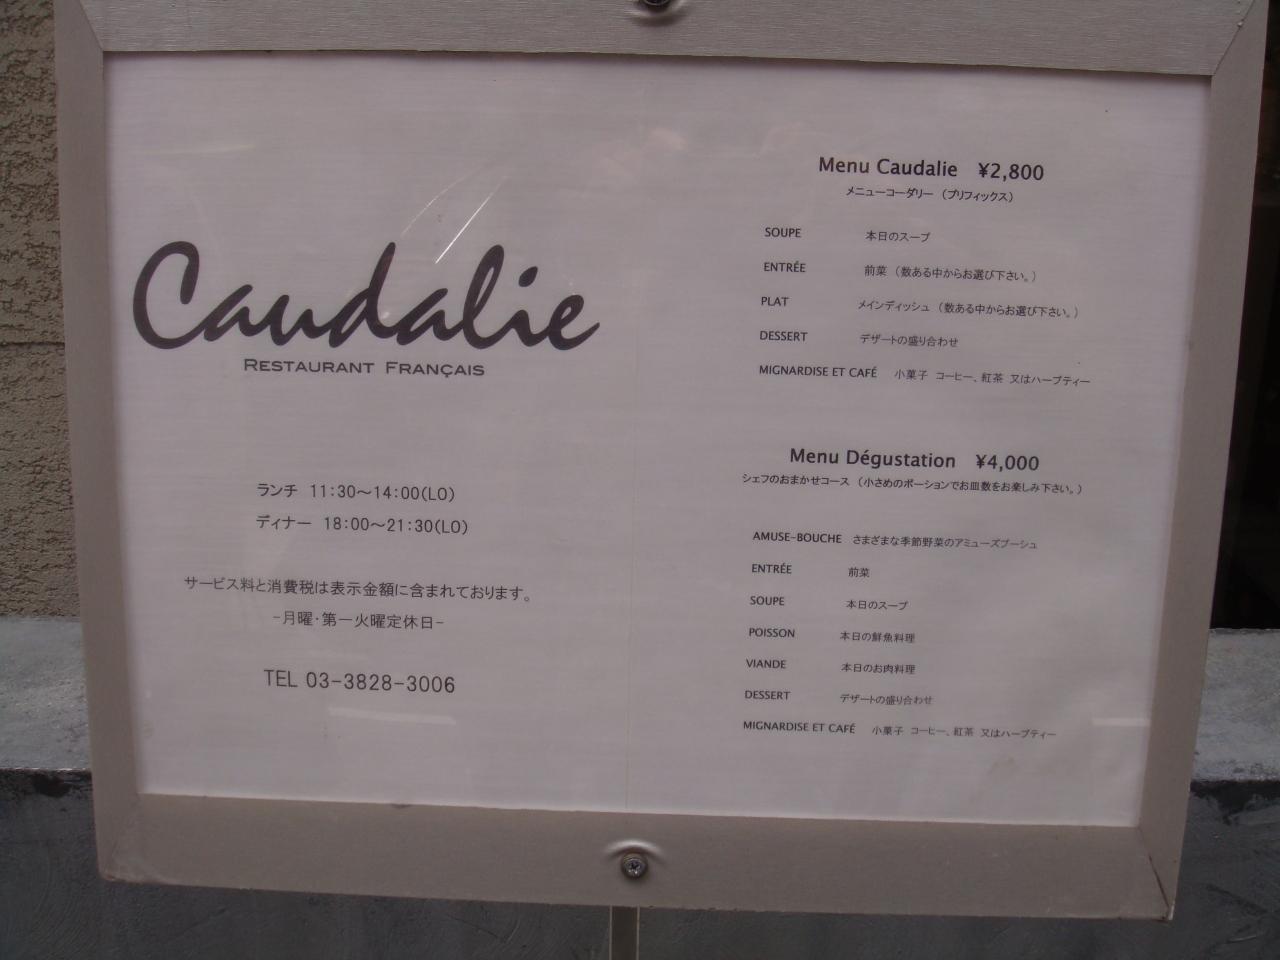 Caudalie
RESTAURANT FRANÇAIS
ランチ 11:30～14:00(LO)
ディナー 18:00～21:30(LO)
サービス料と消費税は表示金額に含まれております。
-月曜・第一火曜定休日-
TEL 03-3828-3006
Menu Caudalie ¥2,800
メニューコーダリー（プリフィックス）
SOUPE 本日のスープ
ENTRÉE 前菜（数ある中からお選び下さい。）
PLAT メインディッシュ（数ある中からお選び下さい。）
DESSERT デザートの盛り合わせ
MIGNARDISE ET CAFÉ 小菓子 コーヒー、紅茶 又はハーブティー
Menu Dégustation ¥4,000
シェフのおまかせコース（小さめのポーションでお皿数をお楽しみ下さい。）
AMUSE-BOUCHE さまざまな季節野菜のアミューズブーシュ
ENTRÉE 前菜
SOUPE 本日のスープ
POISSON 本日の鮮魚料理
VIANDE 本日のお肉料理
DESSERT デザートの盛り合わせ
MIGNARDISE ET CAFÉ 小菓子 コーヒー、紅茶 又はハーブティー